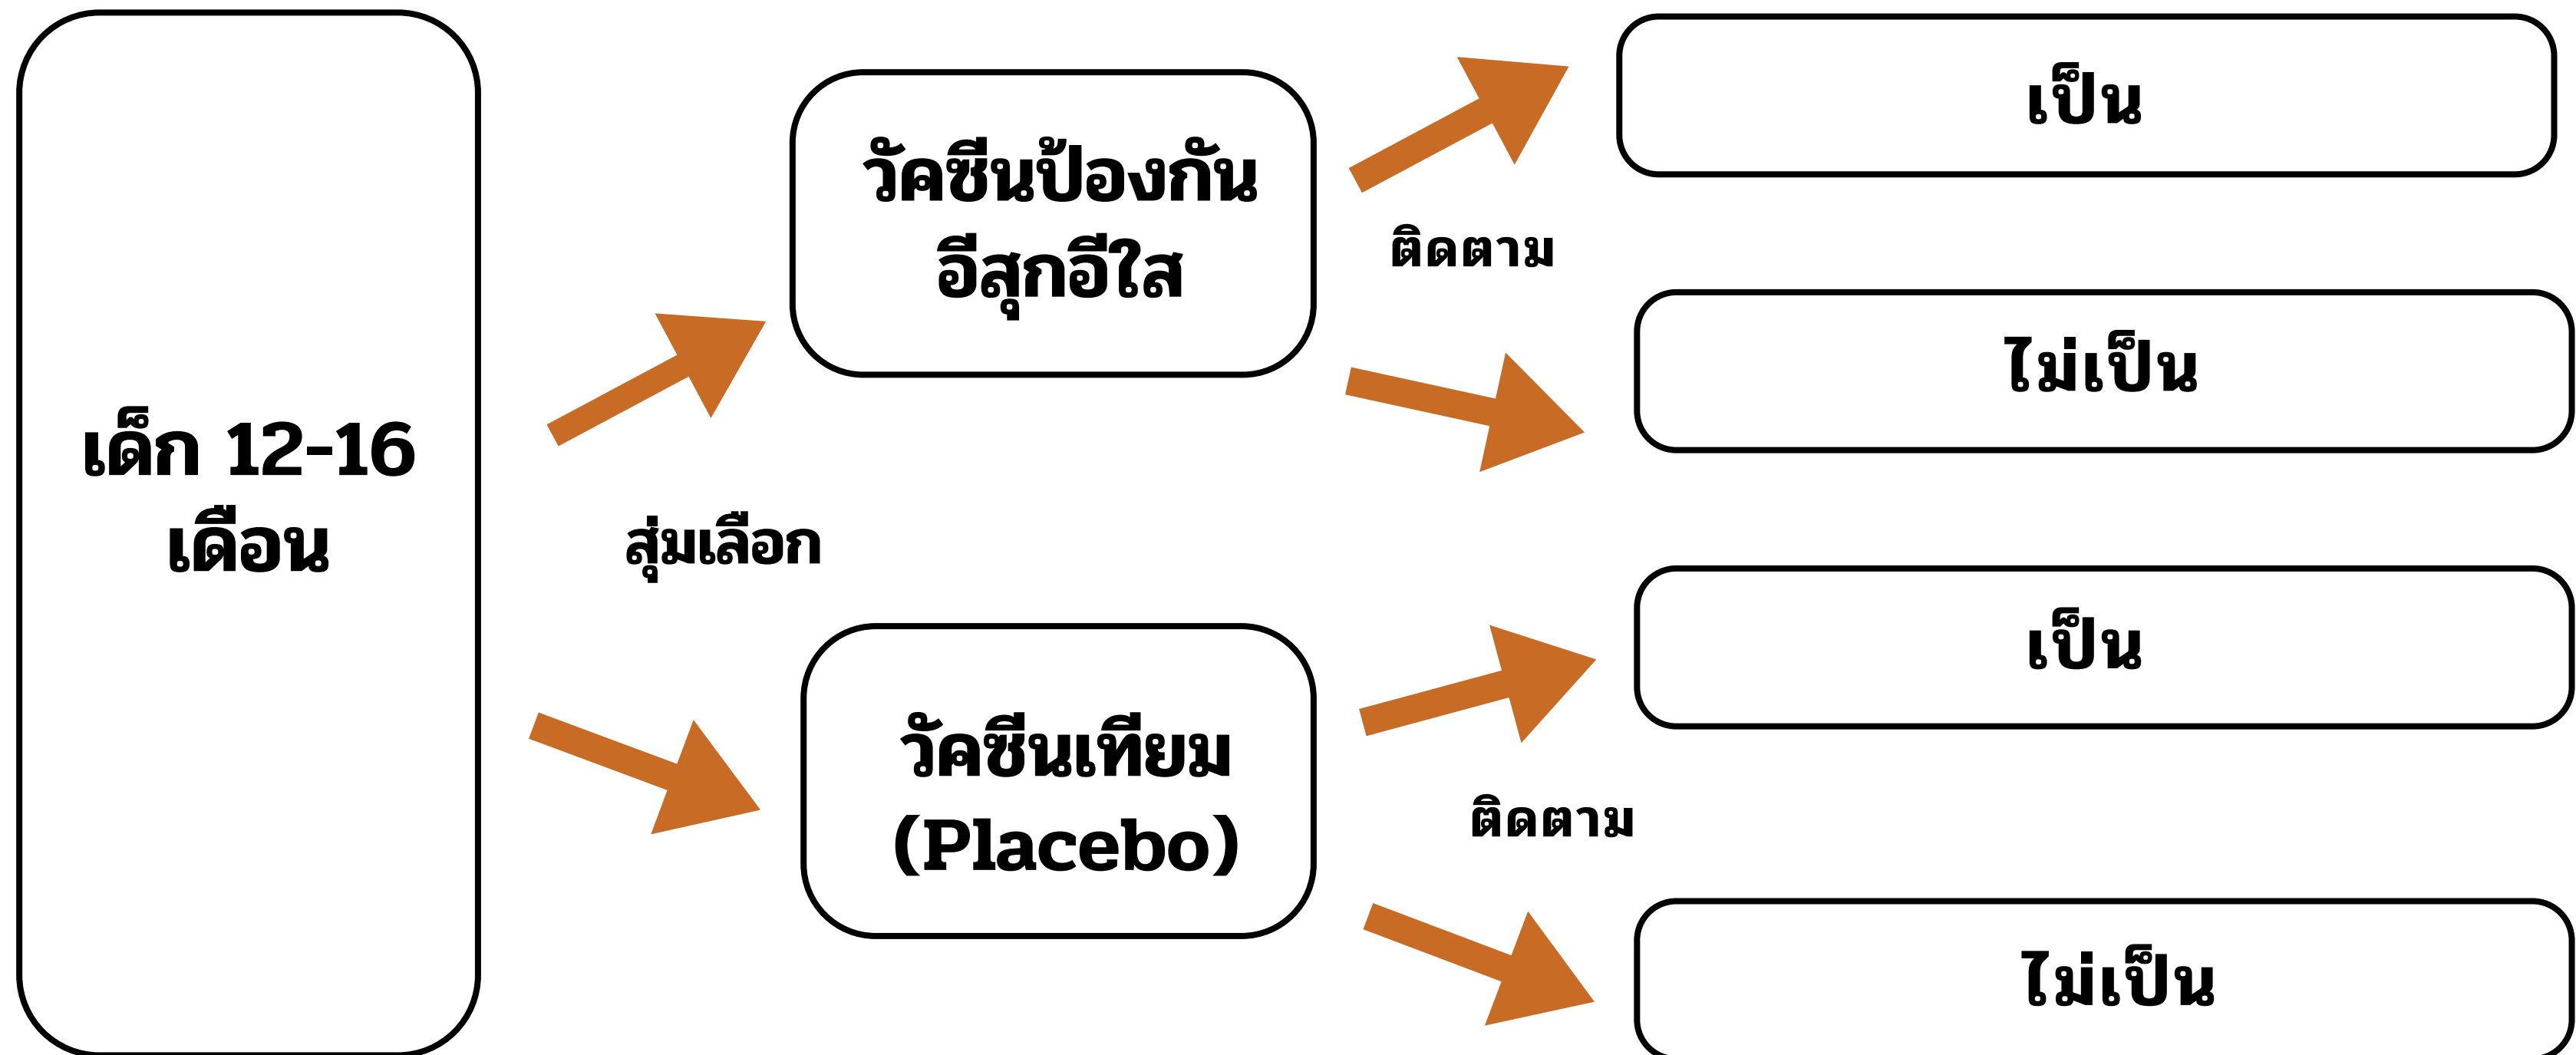 เด็ก 12-16
เดือน
สุ่มเลือก
วัคซีนป้องกัน
อีสุกอีใส
ติดตาม
เป็น
ไม่เป็น
วัคซีนเทียม
(Placebo)
ติดตาม
เป็น
ไม่เป็น